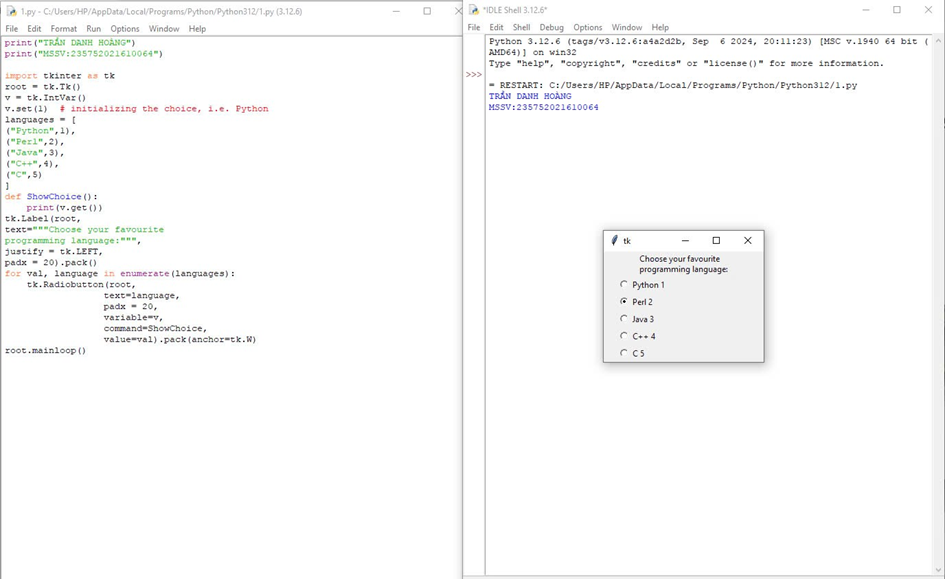 1.py - C:/Users/HP/AppData/Local/Programs/Python/Python312/1.py (3.12.6)
File Edit Format Run Options Window Help
print("TRẦN DANH HOÀNG")
print("MSSV:235752021610064")
import tkinter as tk
root = tk.Tk()
v = tk.IntVar()
v.set(1)  # initializing the choice, i.e. Python
languages = [
("Python",1),
("Perl",2),
("Java",3),
("C++",4),
("C",5)
]
def ShowChoice():
    print(v.get())
tk.Label(root,
text="""Choose your favourite
programming language:""",
justify = tk.LEFT,
padx = 20).pack()
for val, language in enumerate(languages):
    tk.Radiobutton(root,
                  text=language,
                  padx = 20,
                  variable=v,
                  command=ShowChoice,
                  value=val).pack(anchor=tk.W)
root.mainloop()
*IDLE Shell 3.12.6*
File Edit Shell Debug Options Window Help
Python 3.12.6 (tags/v3.12.6:a4a2d2b, Sep  6 2024, 20:11:23) [MSC v.1940 64 bit (
AMD64)] on win32
Type "help", "copyright", "credits" or "license()" for more information.
>>>
= RESTART: C:/Users/HP/AppData/Local/Programs/Python/Python312/1.py
TRẦN DANH HOÀNG
MSSV:235752021610064
tk
Choose your favourite
programming language:
Python 1
Perl 2
Java 3
C++ 4
C 5